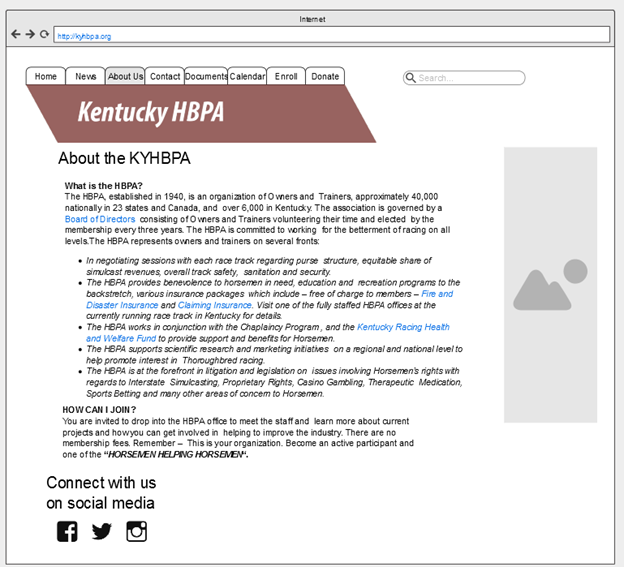 Internet
http://kyhbpa.org
Home News About Us Contact Documents Calendar Enroll Donate
Search...
Kentucky HBPA
About the KYHBPA
What is the HBPA?
The HBPA, established in 1940, is an organization of Owners and Trainers, approximately 40,000
nationally in 23 states and Canada, and over 6,000 in Kentucky. The association is governed by a
Board of Directors consisting of Owners and Trainers volunteering their time and elected by the
membership every three years. The HBPA is committed to working for the betterment of racing on all
levels.The HBPA represents owners and trainers on several fronts:
• In negotiating sessions with each race track regarding purse structure, equitable share of
simulcast revenues, overall track safety, sanitation and security.
• The HBPA provides benevolence to horsemen in need, education and recreation programs to the
backstretch, various insurance packages which include – free of charge to members – Fire and
Disaster Insurance and Claiming Insurance. Visit one of the fully staffed HBPA offices at the
currently running race track in Kentucky for details.
• The HBPA works in conjunction with the Chaplaincy Program, and the Kentucky Racing Health
and Welfare Fund to provide support and benefits for Horsemen.
• The HBPA supports scientific research and marketing initiatives on a regional and national level to
help promote interest in Thoroughbred racing.
• The HBPA is at the forefront in litigation and legislation on issues involving Horsemen's rights with
regards to Interstate Simulcasting, Proprietary Rights, Casino Gambling, Therapeutic Medication,
Sports Betting and many other areas of concern to Horsemen.
HOW CAN I JOIN?
You are invited to drop into the HBPA office to meet the staff and learn more about current
projects and how you can get involved in helping to improve the industry. There are no
membership fees. Remember – This is your organization. Become an active participant and
one of the “HORSEMEN HELPING HORSEMEN“.
Connect with us
on social media